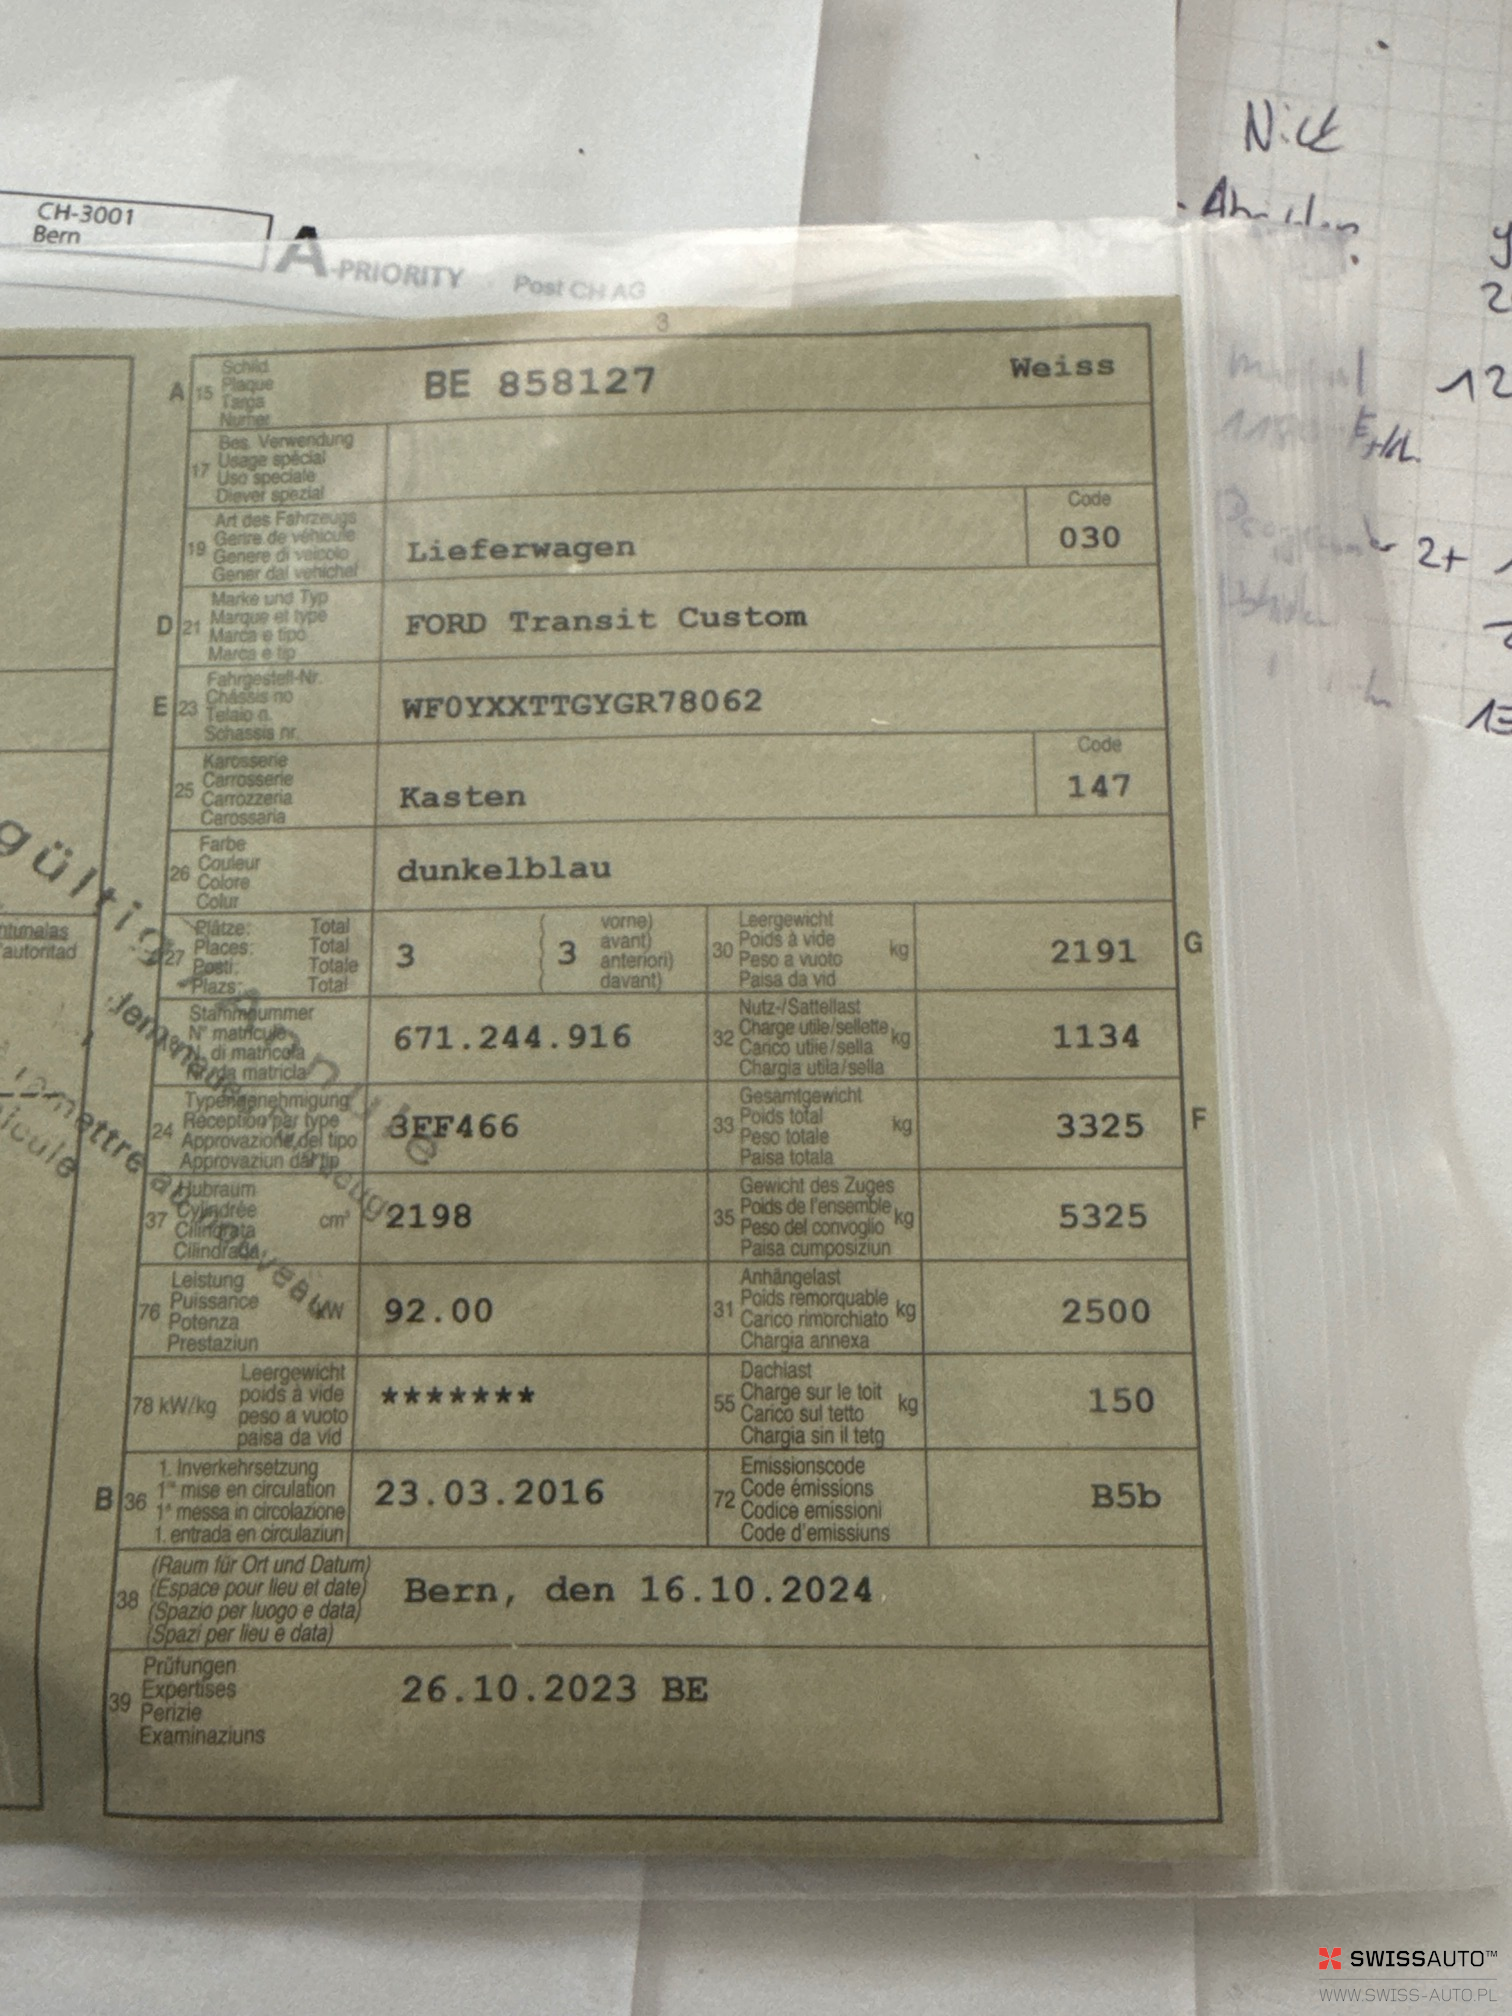 Nick
CH-3001
Bern
A-PRIORITY Post CH AG
3
A 15 Schild
Plaque
Targa
Numer
BE 858127 Weiss
17 Bes. Verwendung
Usage spécial
Uso speciale
Diever spezial
19 Art des Fahrzeugs
Genre de véhicule
Genere di veicolo
Gener dal vehichel
Lieferwagen
Code
030
D 21 Marke und Typ
Marque et type
Marca e tipo
Marca e tip
FORD Transit Custom
E 23 Fahrgestell-Nr.
Châssis no
Telaio n.
Schassis nr.
WF0YXXTTGYGR78062
25 Karosserie
Carrosserie
Carrozzeria
Carossaria
Kasten
Code
147
26 Farbe
Couleur
Colore
Colur
dunkelblau
27 Plätze: Total
Places: Total
Posti: Totale
Plazs: Total
3 ( 3 vorne)
avant)
anteriori)
davant)
30 Leergewicht
Poids à vide
Peso a vuoto
Paisa da vid
kg 2191 G
Stammnummer
N° matricule
N. di matricola
Nr. da matricla
671.244.916
32 Nutz-/Sattellast
Charge utile/sellette
Carico utile/sella
Chargia utila/sella
kg 1134
24 Typengenehmigung
Réception par type
Approvazione del tipo
Approvaziun dal tip
3FF466
33 Gesamtgewicht
Poids total
Peso totale
Paisa totala
kg 3325 F
37 Hubraum
Cylindrée
Cilindrata
Cilindrada
cm³ 2198
35 Gewicht des Zuges
Poids de l'ensemble
Peso del convoglio
Paisa cumposiziun
kg 5325
76 Leistung
Puissance
Potenza
Prestaziun
kW 92.00
31 Anhängelast
Poids remorquable
Carico rimorchiato
Chargia annexa
kg 2500
78 kW/kg Leergewicht
poids à vide
peso a vuoto
paisa da vid
*******
55 Dachlast
Charge sur le toit
Carico sul tetto
Chargia sin il tetg
kg 150
B 36 1. Inverkehrsetzung
1re mise en circulation
1a messa in circolazione
1. entrada en circulaziun
23.03.2016
72 Emissionscode
Code émissions
Codice emissioni
Code d'emissiuns
B5b
38 (Raum für Ort und Datum)
(Espace pour lieu et date)
(Spazio per luogo e data)
(Spazi per lieu e data)
Bern, den 16.10.2024
39 Prüfungen
Expertises
Perizie
Examinaziuns
26.10.2023 BE
SWISSAUTO™
WWW.SWISS-AUTO.PL